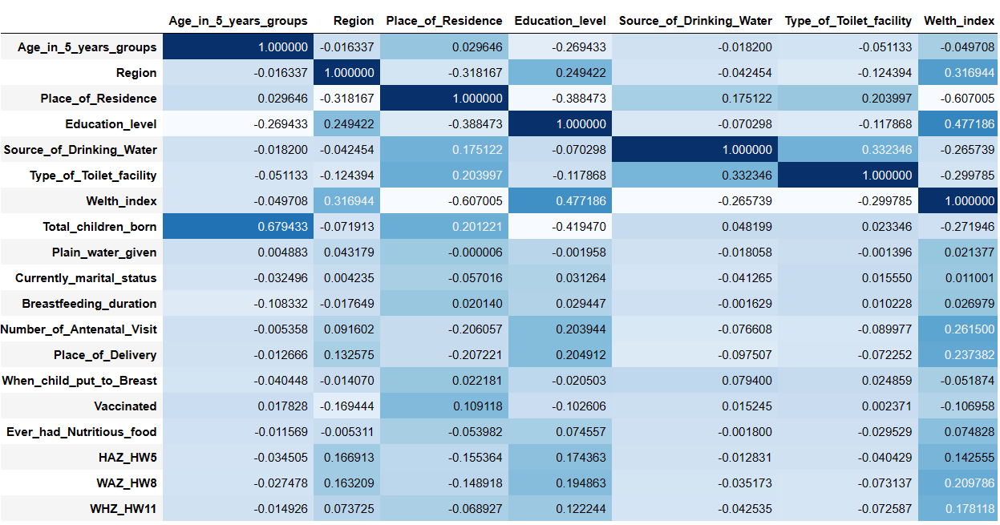 Age_in_5_years_groups Region Place_of_Residence Education_level Source_of_Drinking_Water Type_of_Toilet_facility Welth_index
Age_in_5_years_groups 1.000000 -0.016337 0.029646 -0.269433 -0.018200 -0.051133 -0.049708
Region -0.016337 1.000000 -0.318167 0.249422 -0.042454 -0.124394 0.316944
Place_of_Residence 0.029646 -0.318167 1.000000 -0.388473 0.175122 0.203997 -0.607005
Education_level -0.269433 0.249422 -0.388473 1.000000 -0.070298 -0.117868 0.477186
Source_of_Drinking_Water -0.018200 -0.042454 0.175122 -0.070298 1.000000 0.332346 -0.265739
Type_of_Toilet_facility -0.051133 -0.124394 0.203997 -0.117868 0.332346 1.000000 -0.299785
Welth_index -0.049708 0.316944 -0.607005 0.477186 -0.265739 -0.299785 1.000000
Total_children_born 0.679433 -0.071913 0.201221 -0.419470 0.048199 0.023346 -0.271946
Plain_water_given 0.004883 0.043179 -0.000006 -0.001958 -0.018058 -0.001396 0.021377
Currently_marital_status -0.032496 0.004235 -0.057016 0.031264 -0.041265 0.015550 0.011001
Breastfeeding_duration -0.108332 -0.017649 0.020140 0.029447 -0.001629 0.010228 0.026979
Number_of_Antenatal_Visit -0.005358 0.091602 -0.206057 0.203944 -0.076608 -0.089977 0.261500
Place_of_Delivery -0.012666 0.132575 -0.207221 0.204912 -0.097507 -0.072252 0.237382
When_child_put_to_Breast -0.040448 -0.014070 0.022181 -0.020503 0.079400 0.024859 -0.051874
Vaccinated 0.017828 -0.169444 0.109118 -0.102606 0.015245 0.002371 -0.106958
Ever_had_Nutritious_food -0.011569 -0.005311 -0.053982 0.074557 -0.001800 -0.029529 0.074828
HAZ_HW5 -0.034505 0.166913 -0.155364 0.174363 -0.012831 -0.040429 0.142555
WAZ_HW8 -0.027478 0.163209 -0.148918 0.194863 -0.035173 -0.073137 0.209786
WHZ_HW11 -0.014926 0.073725 -0.068927 0.122244 -0.042535 -0.072587 0.178118